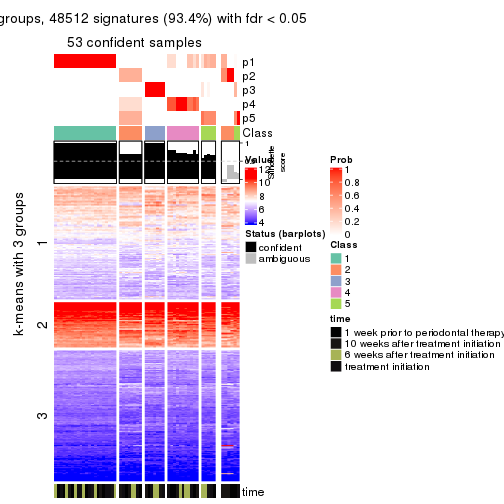 groups, 48512 signatures (93.4%) with fdr < 0.05
53 confident samples
p1
p2
p3
p4
p5
Class
1
Silhouette
score
Value
12
10
8
6
4
Status (barplots)
confident
ambiguous
Prob
1
0.8
0.6
0.4
0.2
0
Class
1
2
3
4
5
time
1 week prior to periodontal therapy
10 weeks after treatment initiation
6 weeks after treatment initiation
treatment initiation
k-means with 3 groups
1
2
3
time